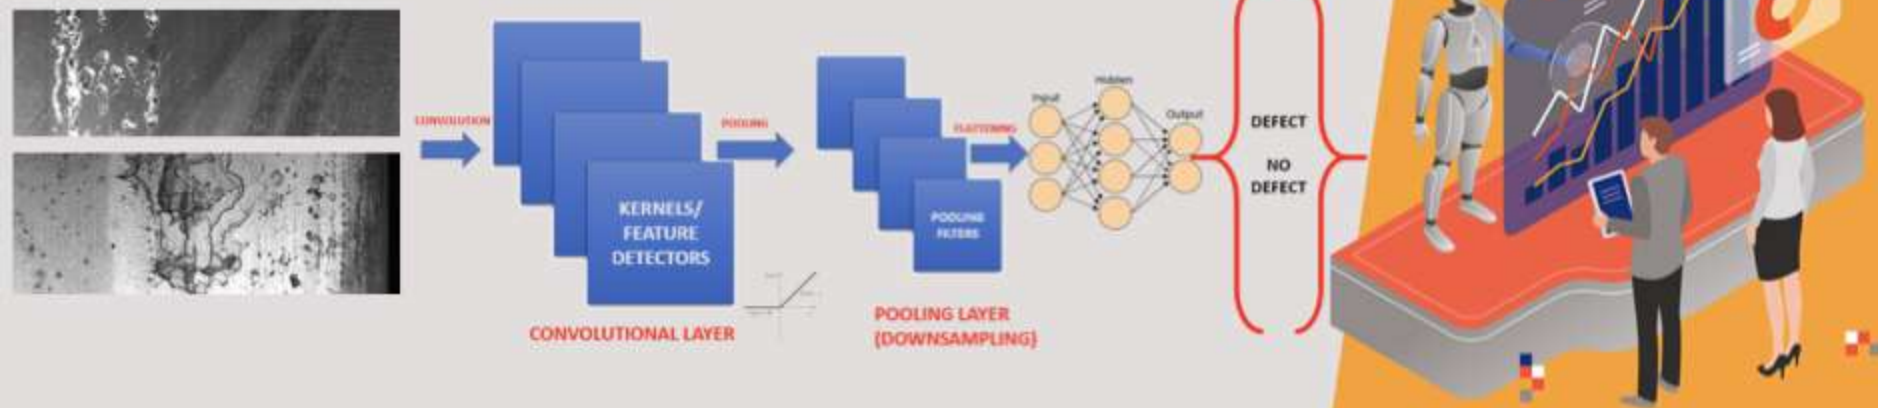 CONVOLUTION
KERNELS/
FEATURE
DETECTORS
CONVOLUTIONAL LAYER
POOLING
POOLING
FILTERS
POOLING LAYER
(DOWNSAMPLING)
FLATTENING
Input
Hidden
Output
DEFECT
NO
DEFECT